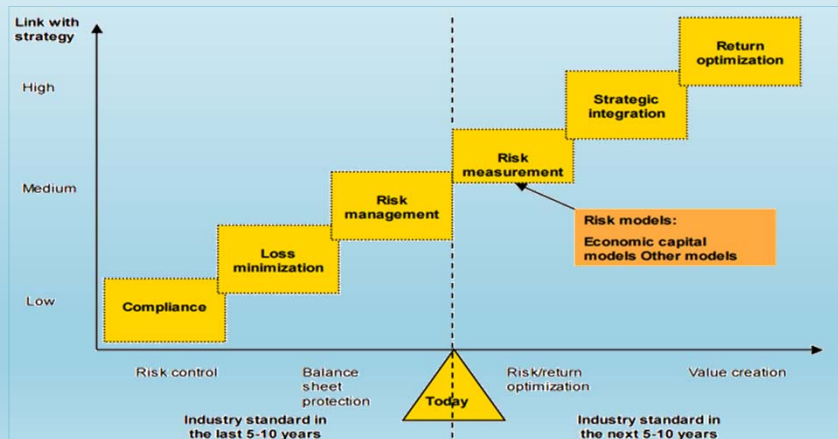 Link with
strategy
High
Medium
Low
Return
optimization
Strategic
integration
Risk
measurement
Risk
management
Loss
minimization
Compliance
Risk models:
Economic capital
models Other models
Risk control
Balance
sheet
protection
Today
Risk/return
optimization
Value creation
Industry standard in
the last 5-10 years
Industry standard in
the next 5-10 years